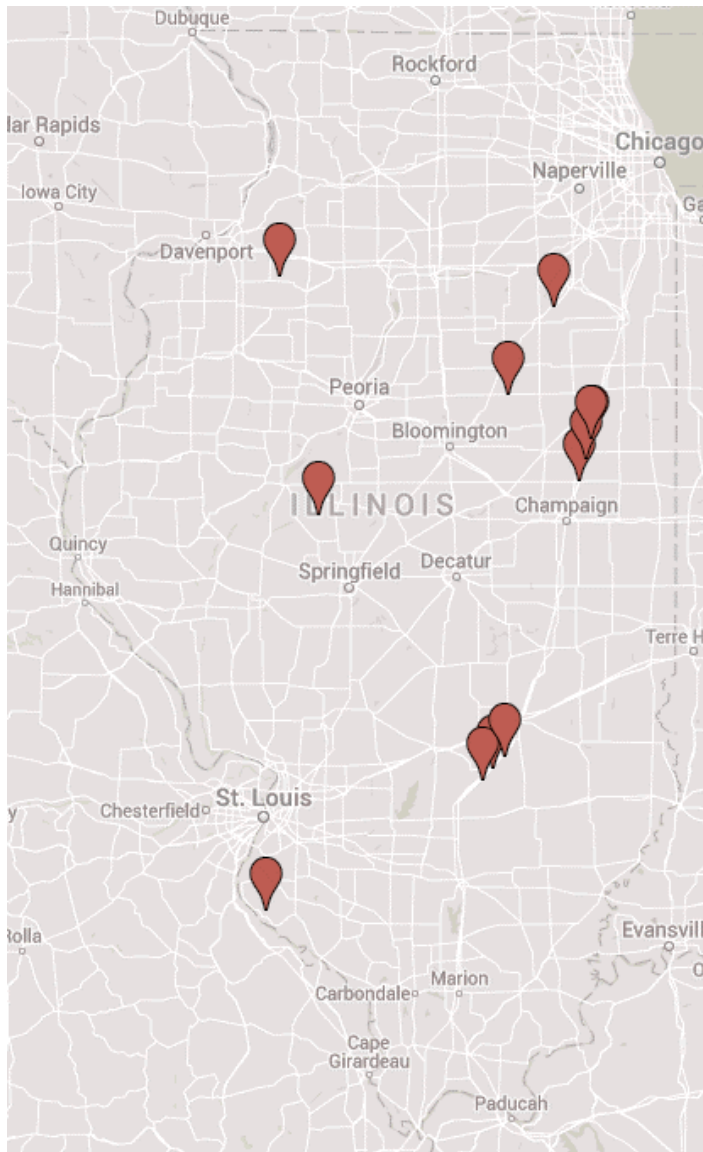 Dubuque
Rockford
dar Rapids
Chicago
Naperville
Iowa City
Ga
Davenport
Peoria
Bloomington
ILLINOIS
Champaign
Quincy
Springfield
Decatur
Hannibal
Terre H
St. Louis
Chesterfield
y
Evansvill
Rolla
O
Marion
Carbondale
Cape
Girardeau
Paducah